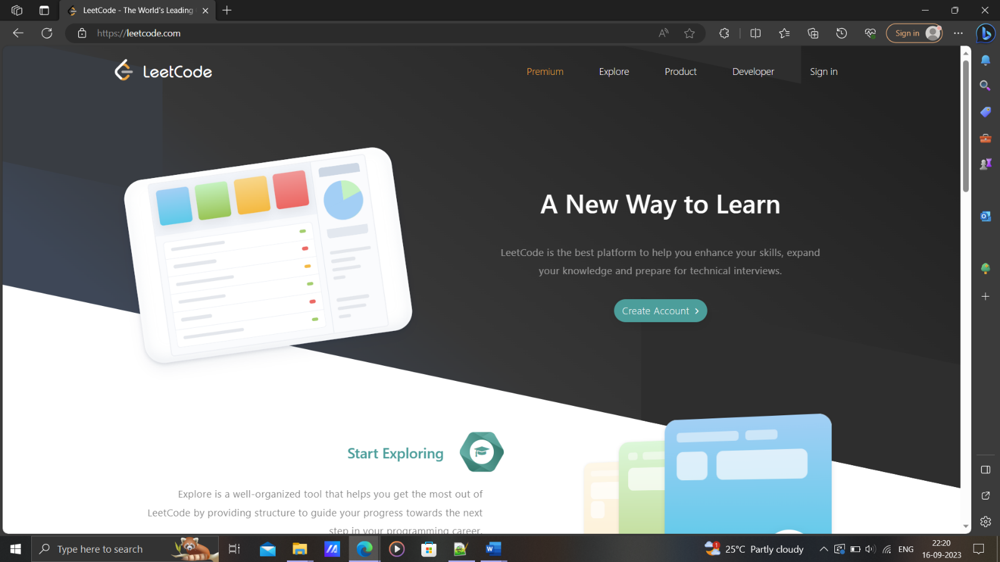 LeetCode - The World's Leading
https://leetcode.com
Sign in
LeetCode
Premium
Explore
Product
Developer
Sign in
A New Way to Learn
LeetCode is the best platform to help you enhance your skills, expand
your knowledge and prepare for technical interviews.
Create Account
Start Exploring
Explore is a well-organized tool that helps you get the most out of
LeetCode by providing structure to guide your progress towards the next
step in your programming career.
Type here to search
1
25°C Partly cloudy
ENG
22:20
16-09-2023